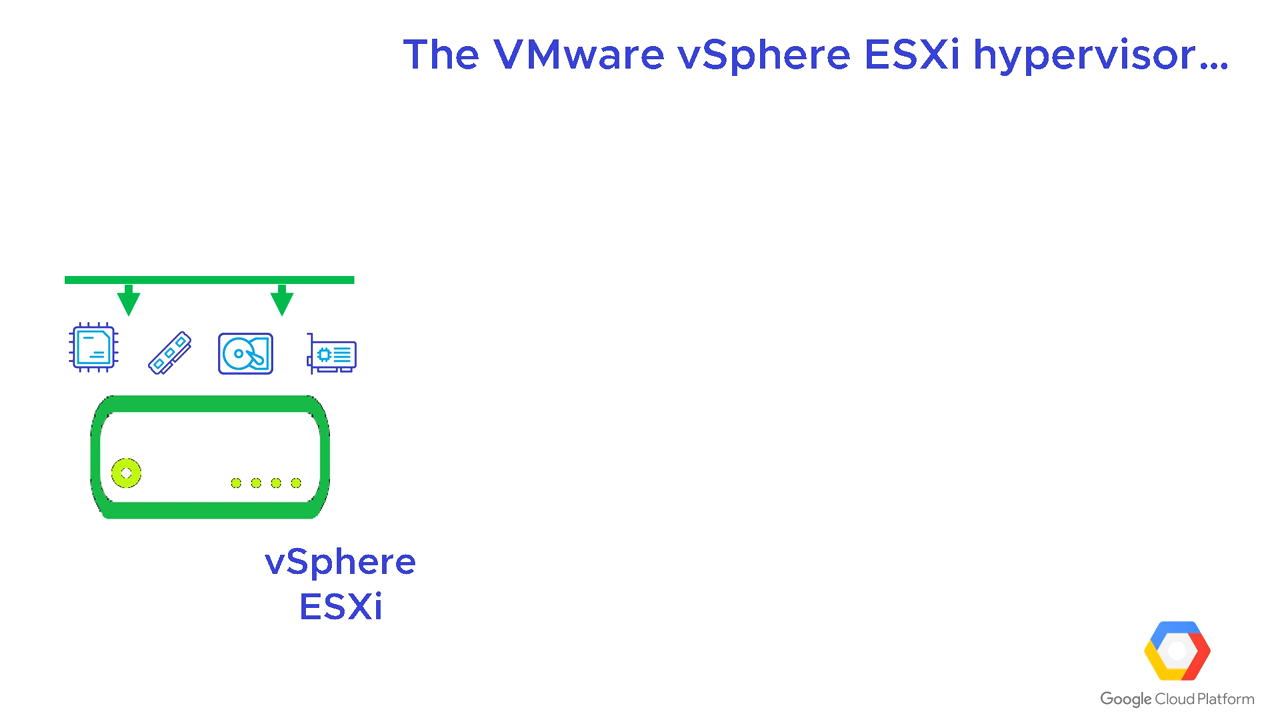 The VMware vSphere ESXi hypervisor...
vSphere
ESXi
Google Cloud Platform